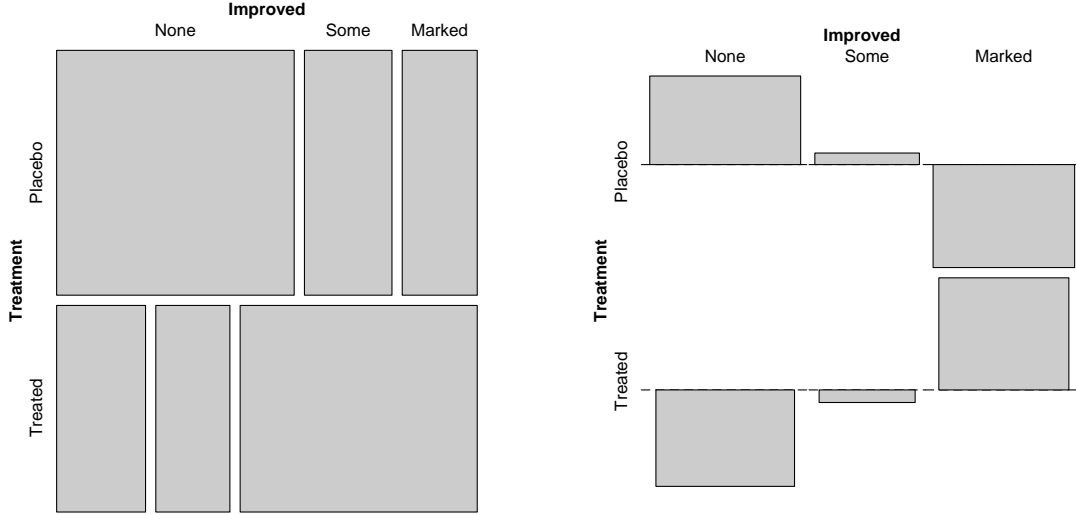 Improved
None Some Marked
Treatment
Placebo
Treated
Improved
None Some Marked
Treatment
Placebo
Treated